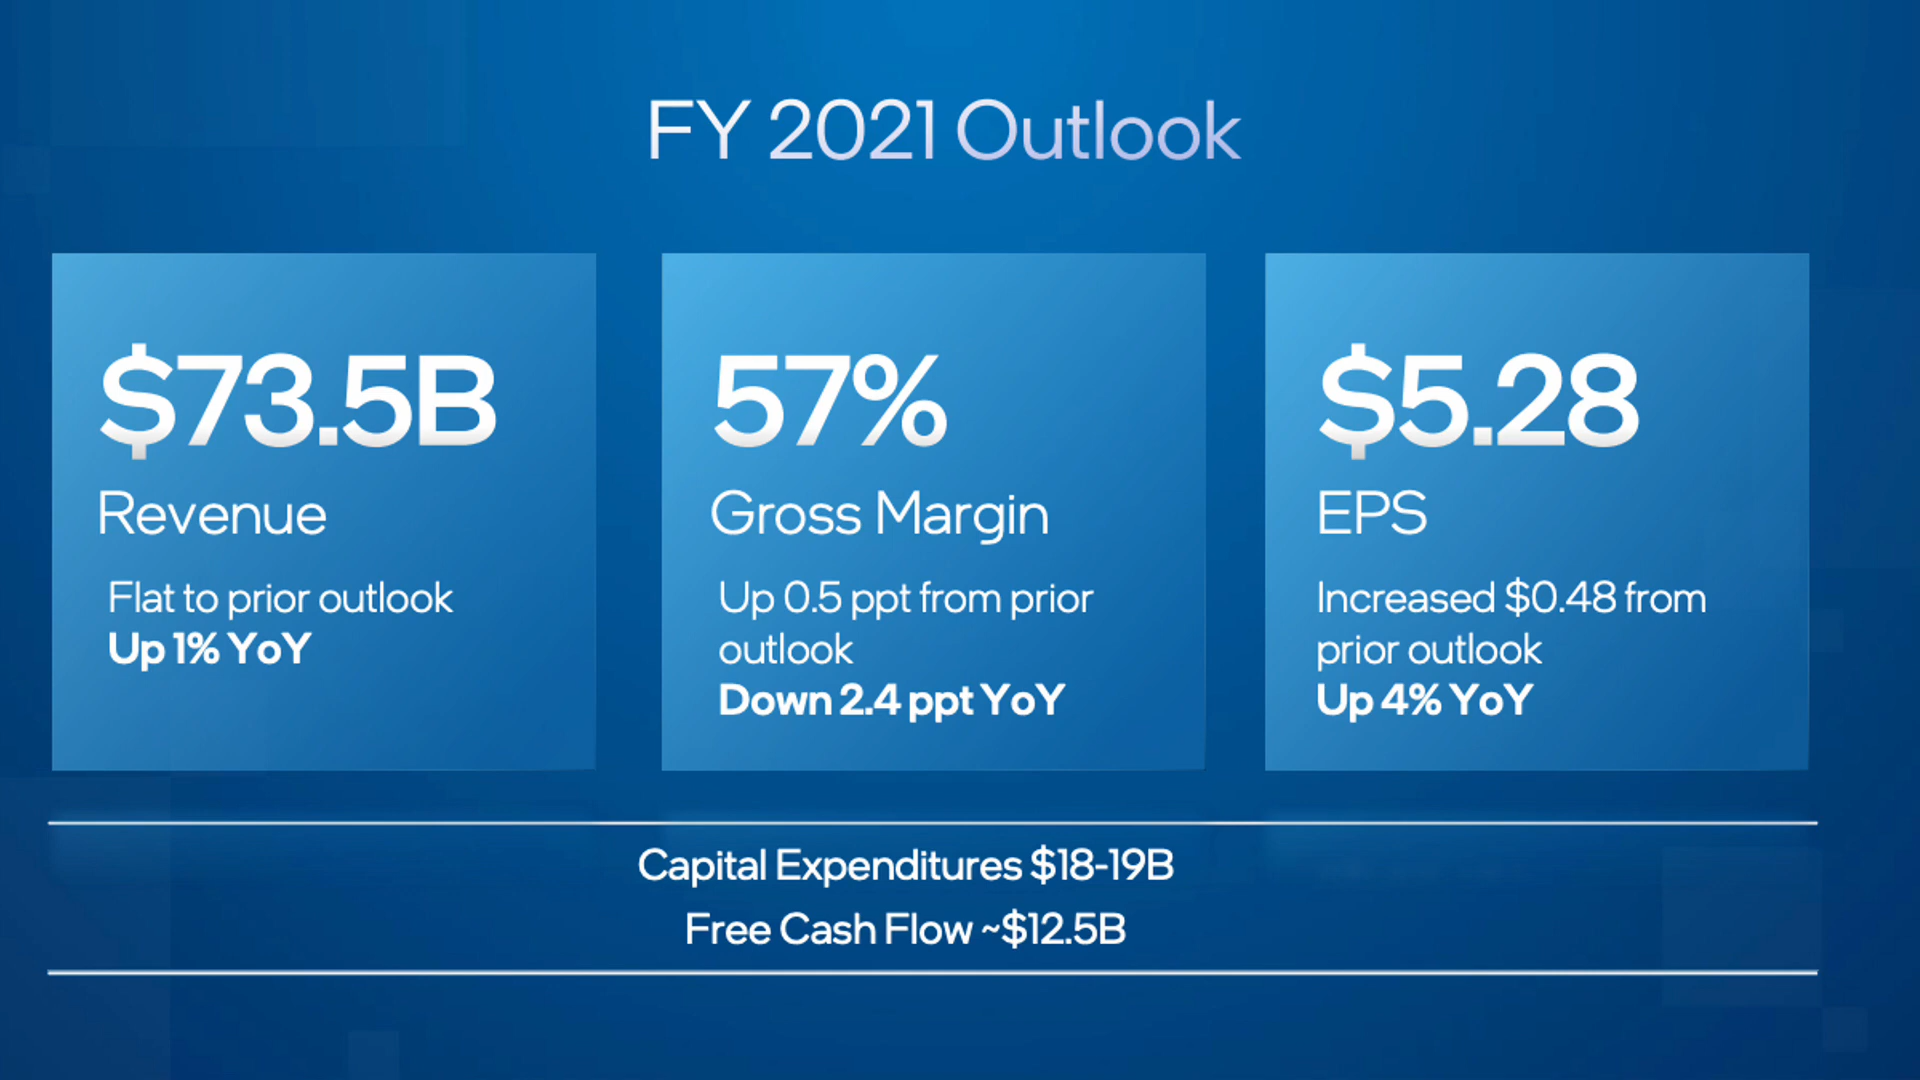 FY 2021 Outlook
$73.5B
Revenue
Flat to prior outlook
Up 1% YoY
57%
Gross Margin
Up 0.5 ppt from prior
outlook
Down 2.4 ppt YoY
$5.28
EPS
Increased $0.48 from
prior outlook
Up 4% YoY
Capital Expenditures $18-19B
Free Cash Flow ~$12.5B